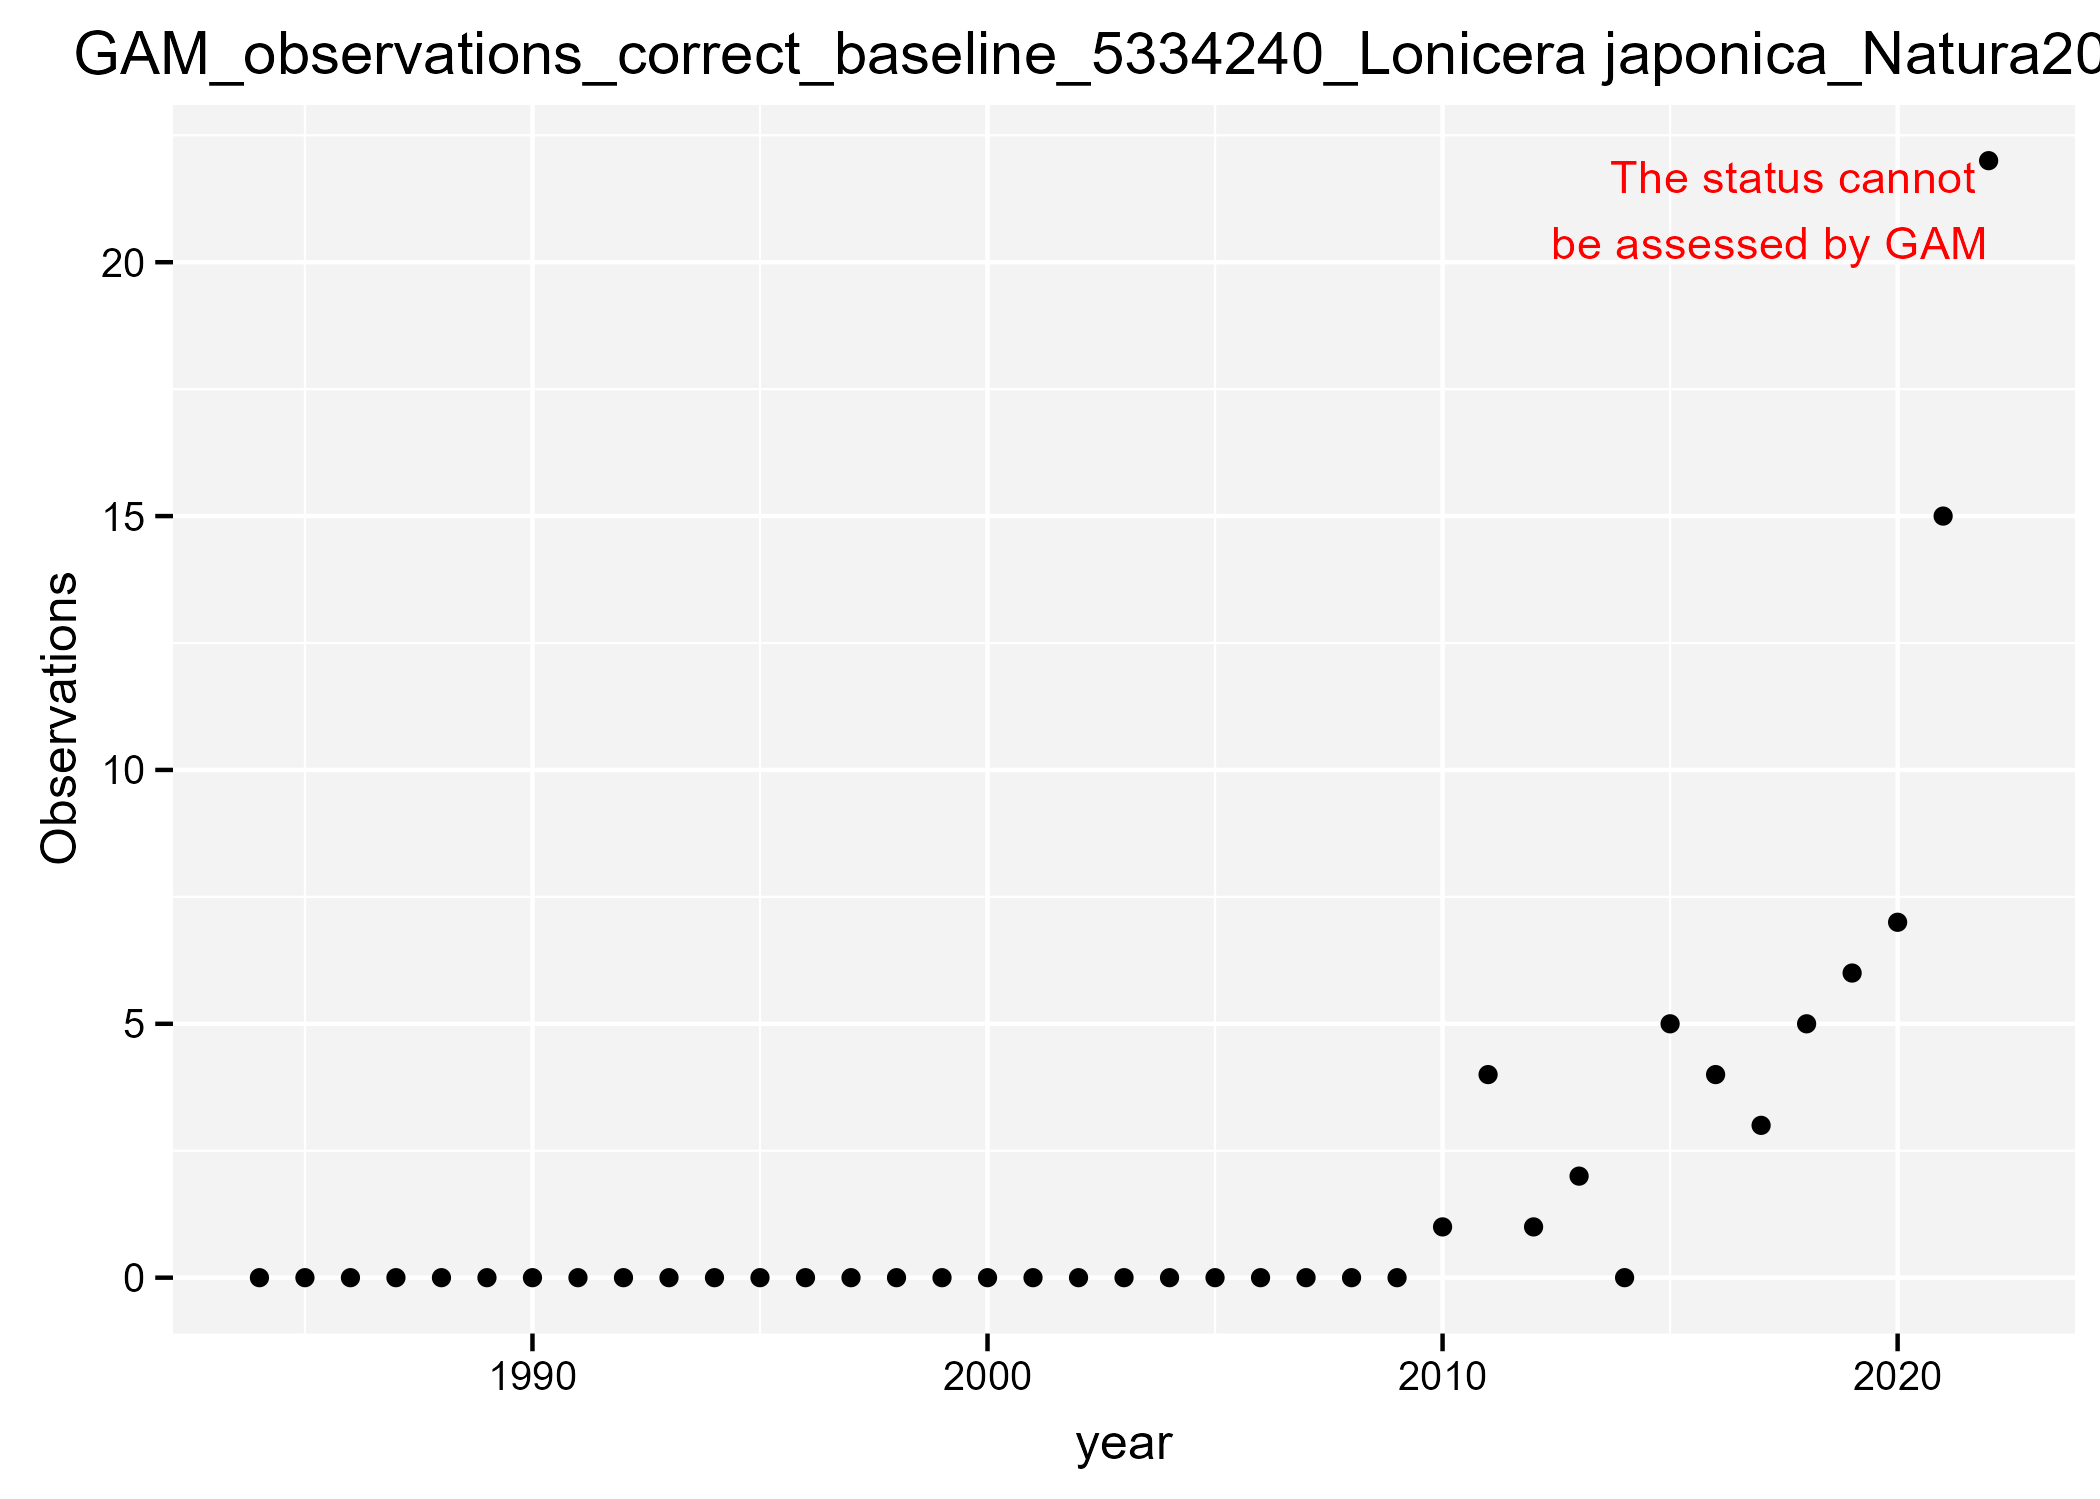 GAM_observations_correct_baseline_5334240_Lonicera japonica_Natura20
The status cannot
be assessed by GAM
20
15
10
5
0
Observations
1990 2000 2010 2020
year